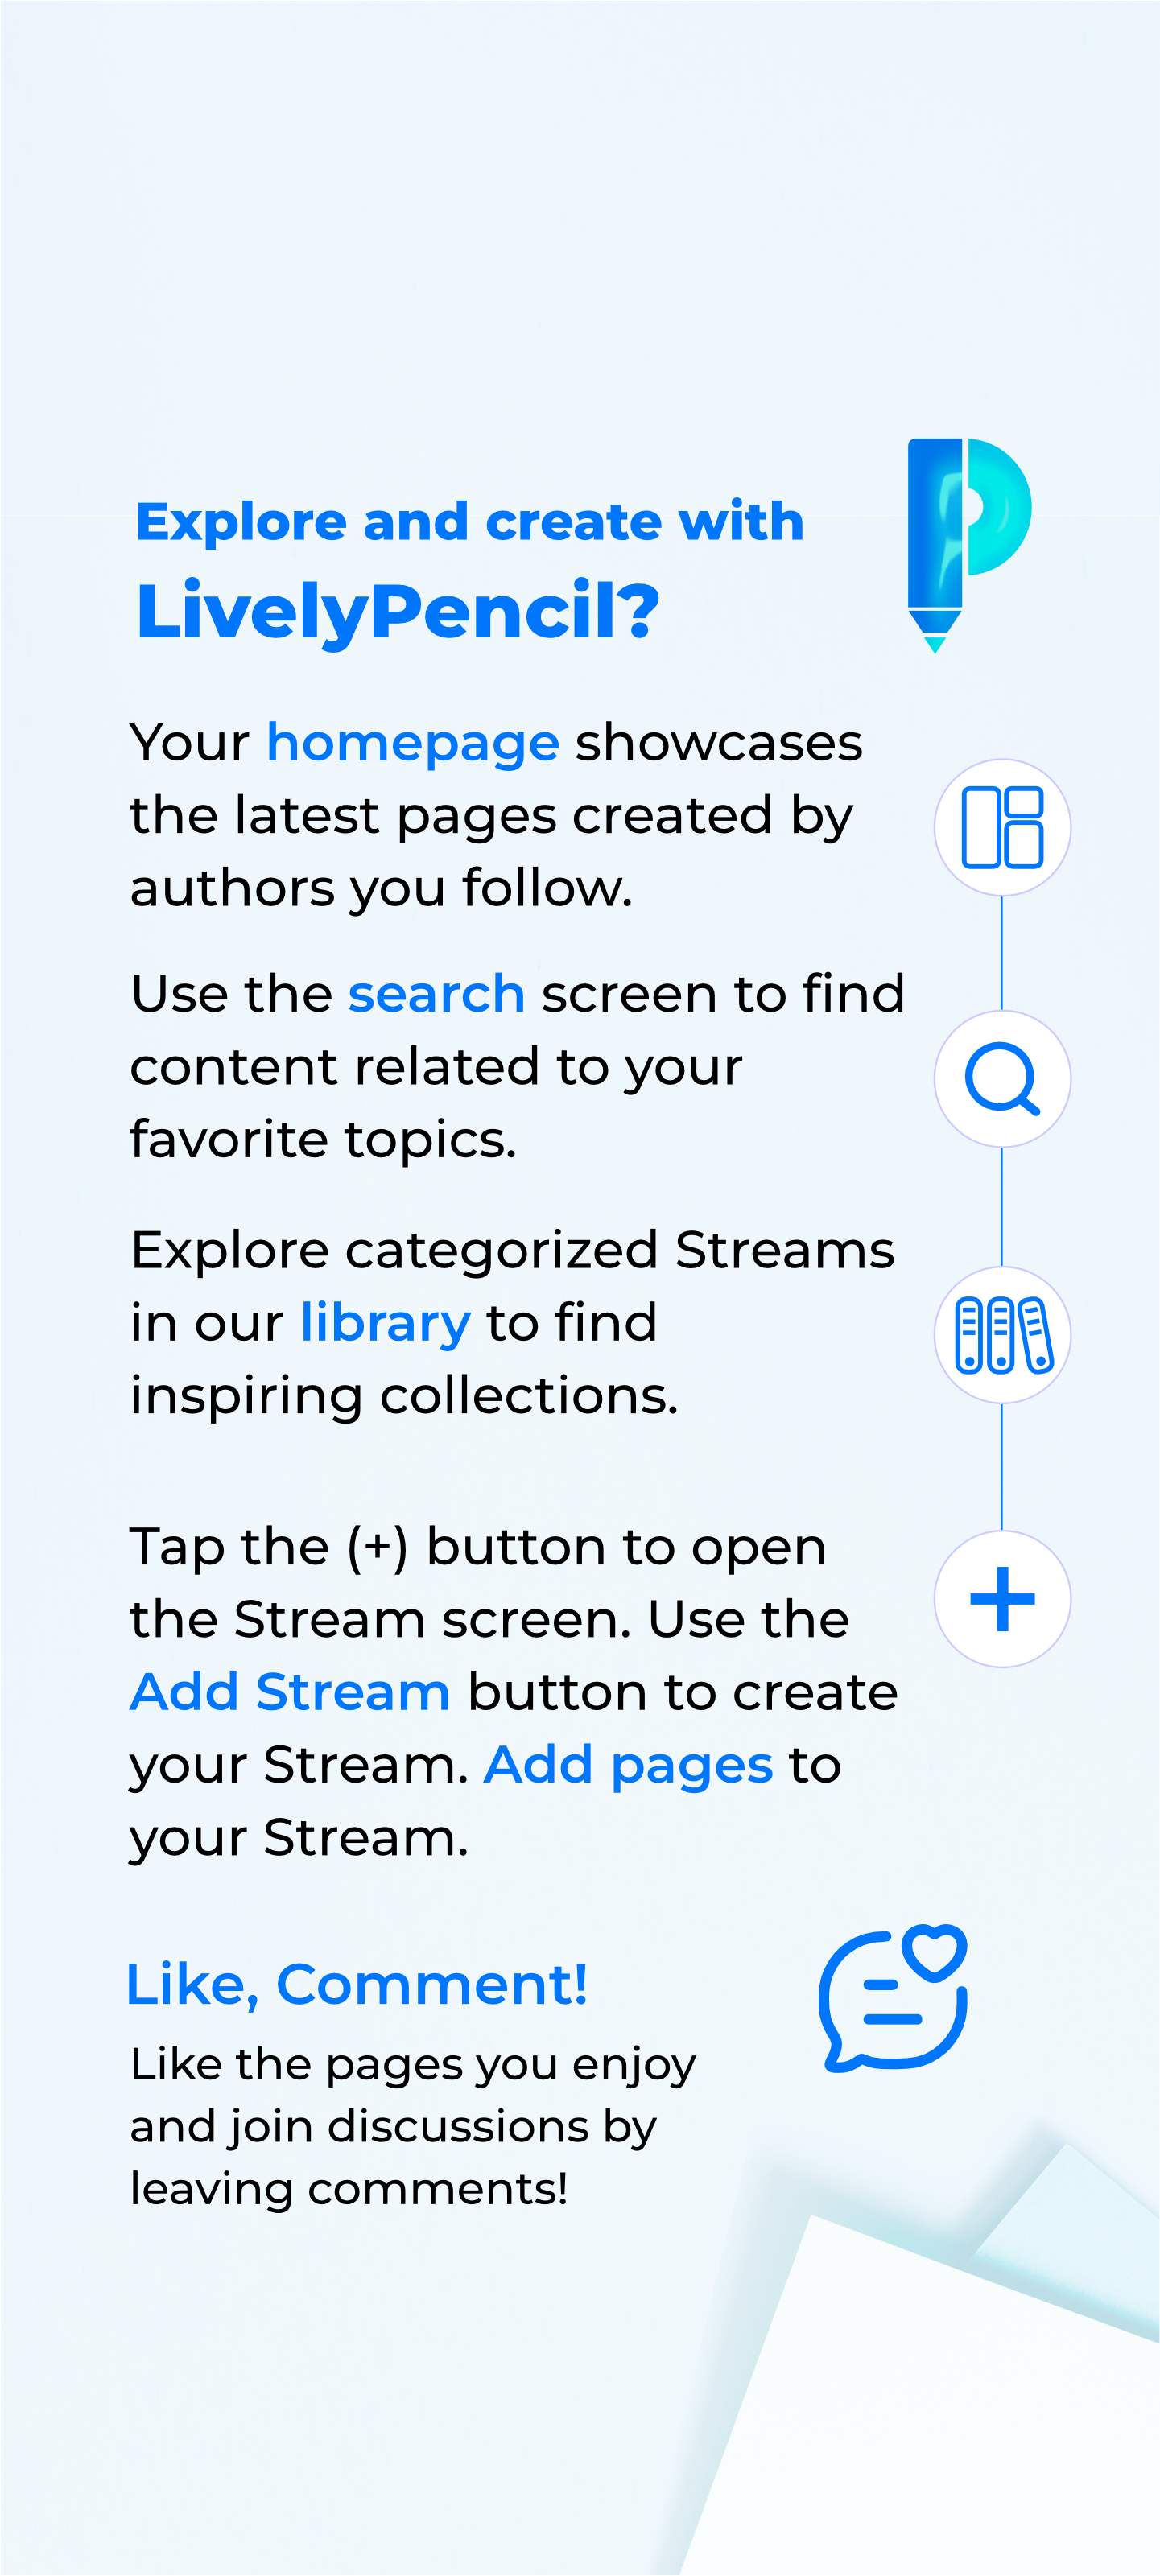 Explore and create with
LivelyPencil?
Your homepage showcases
the latest pages created by
authors you follow.
Use the search screen to find
content related to your
favorite topics.
Explore categorized Streams
in our library to find
inspiring collections.
Tap the (+) button to open
the Stream screen. Use the
Add Stream button to create
your Stream. Add pages to
your Stream.
Like, Comment!
Like the pages you enjoy
and join discussions by
leaving comments!